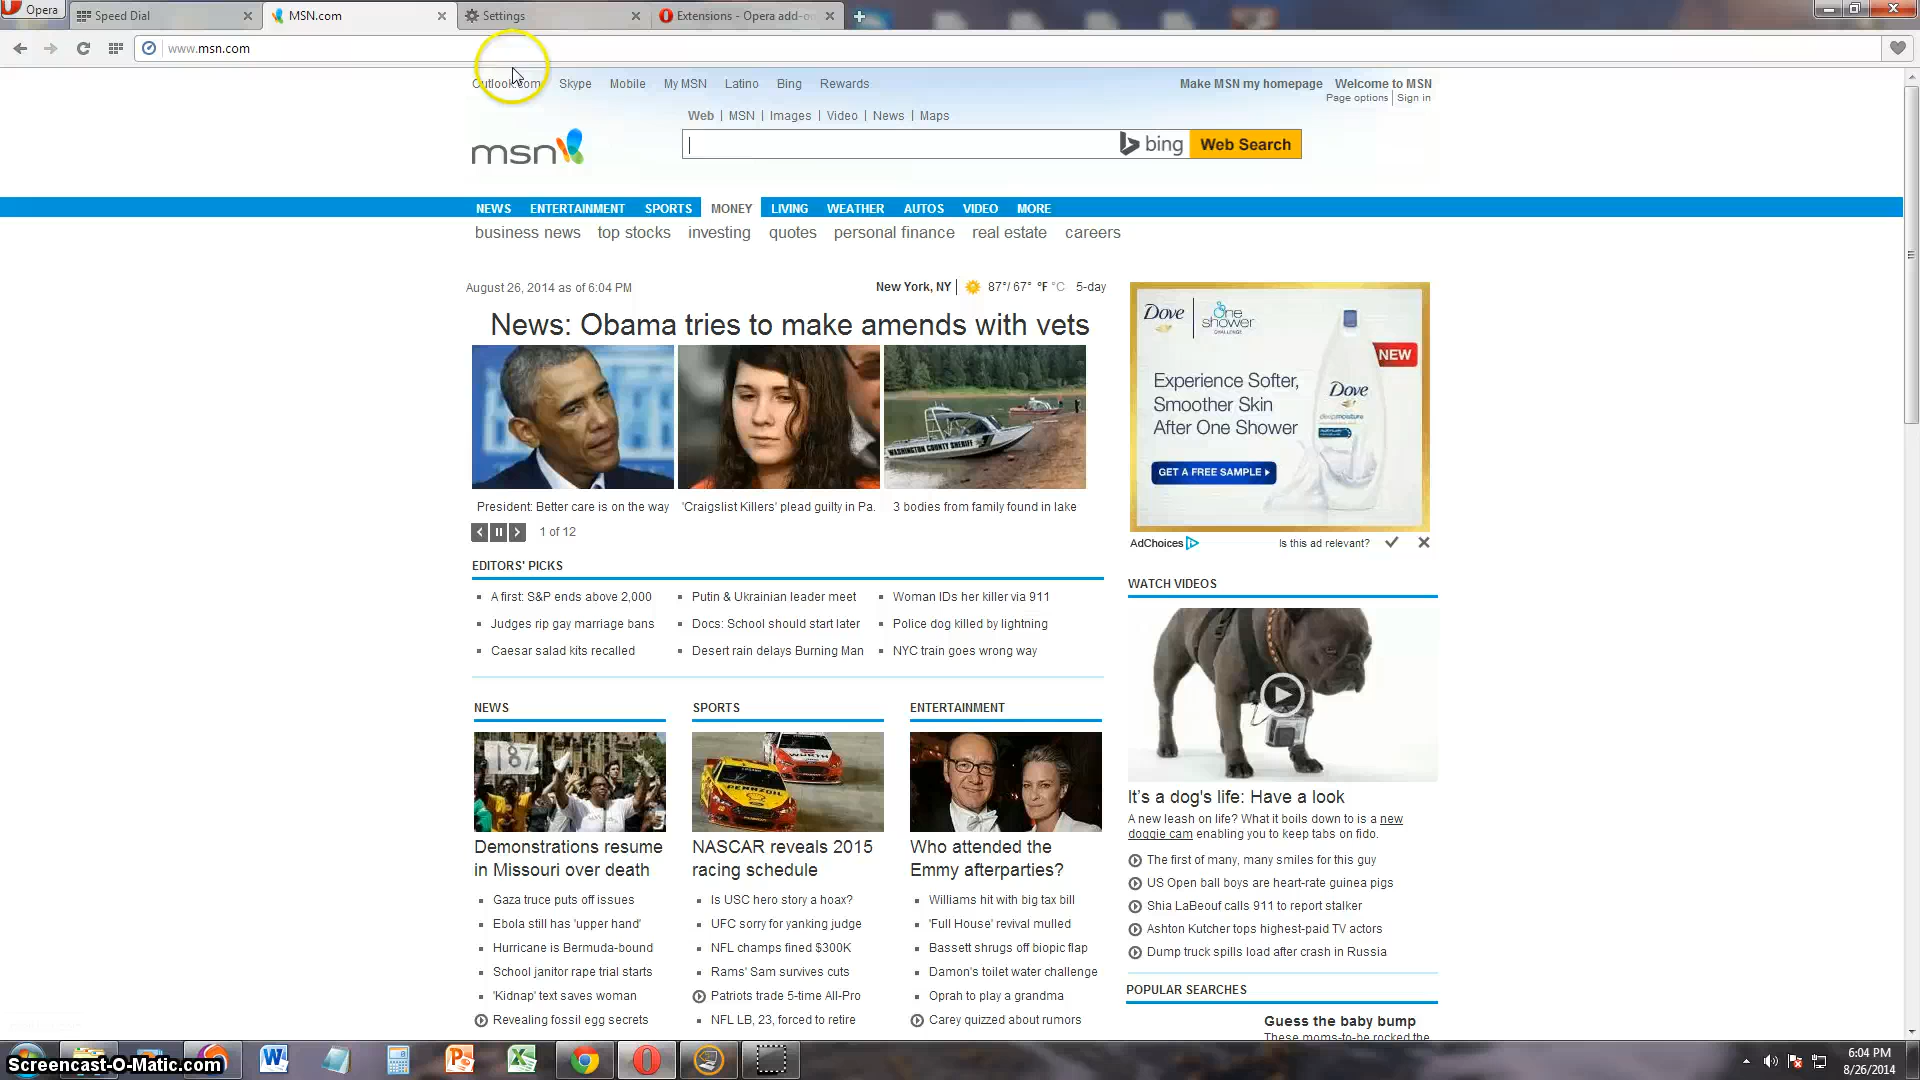 Opera
Speed Dial
MSN.com
Settings
Extensions - Opera add-o
www.msn.com
Outlook.com Skype Mobile My MSN Latino Bing Rewards
Make MSN my homepage Welcome to MSN
Page options | Sign in
Web | MSN | Images | Video | News | Maps
msn
bing Web Search
NEWS ENTERTAINMENT SPORTS MONEY LIVING WEATHER AUTOS VIDEO MORE
business news top stocks investing quotes personal finance real estate careers
August 26, 2014 as of 6:04 PM
New York, NY | 87°/ 67° °F °C 5-day
News: Obama tries to make amends with vets
WASHINGTON COUNTY SHERIFF
President: Better care is on the way
'Craigslist Killers' plead guilty in Pa.
3 bodies from family found in lake
1 of 12
Dove one shower CHALLENGE
NEW
Experience Softer,
Smoother Skin
After One Shower
Dove
deep moisture
GET A FREE SAMPLE
AdChoices
Is this ad relevant?
EDITORS' PICKS
A first: S&P ends above 2,000
Judges rip gay marriage bans
Caesar salad kits recalled
Putin & Ukrainian leader meet
Docs: School should start later
Desert rain delays Burning Man
Woman IDs her killer via 911
Police dog killed by lightning
NYC train goes wrong way
WATCH VIDEOS
It's a dog's life: Have a look
A new leash on life? What it boils down to is a new
doggie cam enabling you to keep tabs on fido.
The first of many, many smiles for this guy
US Open ball boys are heart-rate guinea pigs
Shia LaBeouf calls 911 to report stalker
Ashton Kutcher tops highest-paid TV actors
Dump truck spills load after crash in Russia
POPULAR SEARCHES
Guess the baby bump
These moms-to-be rocked the
NEWS
187
Demonstrations resume
in Missouri over death
Gaza truce puts off issues
Ebola still has 'upper hand'
Hurricane is Bermuda-bound
School janitor rape trial starts
'Kidnap' text saves woman
Revealing fossil egg secrets
SPORTS
WURTH
PENNZOIL
NASCAR reveals 2015
racing schedule
Is USC hero story a hoax?
UFC sorry for yanking judge
NFL champs fined $300K
Rams' Sam survives cuts
Patriots trade 5-time All-Pro
NFL LB, 23, forced to retire
ENTERTAINMENT
Who attended the
Emmy afterparties?
Williams hit with big tax bill
'Full House' revival mulled
Bassett shrugs off biopic flap
Damon's toilet water challenge
Oprah to play a grandma
Carey quizzed about rumors
Screencast-O-Matic.com
6:04 PM
8/26/2014